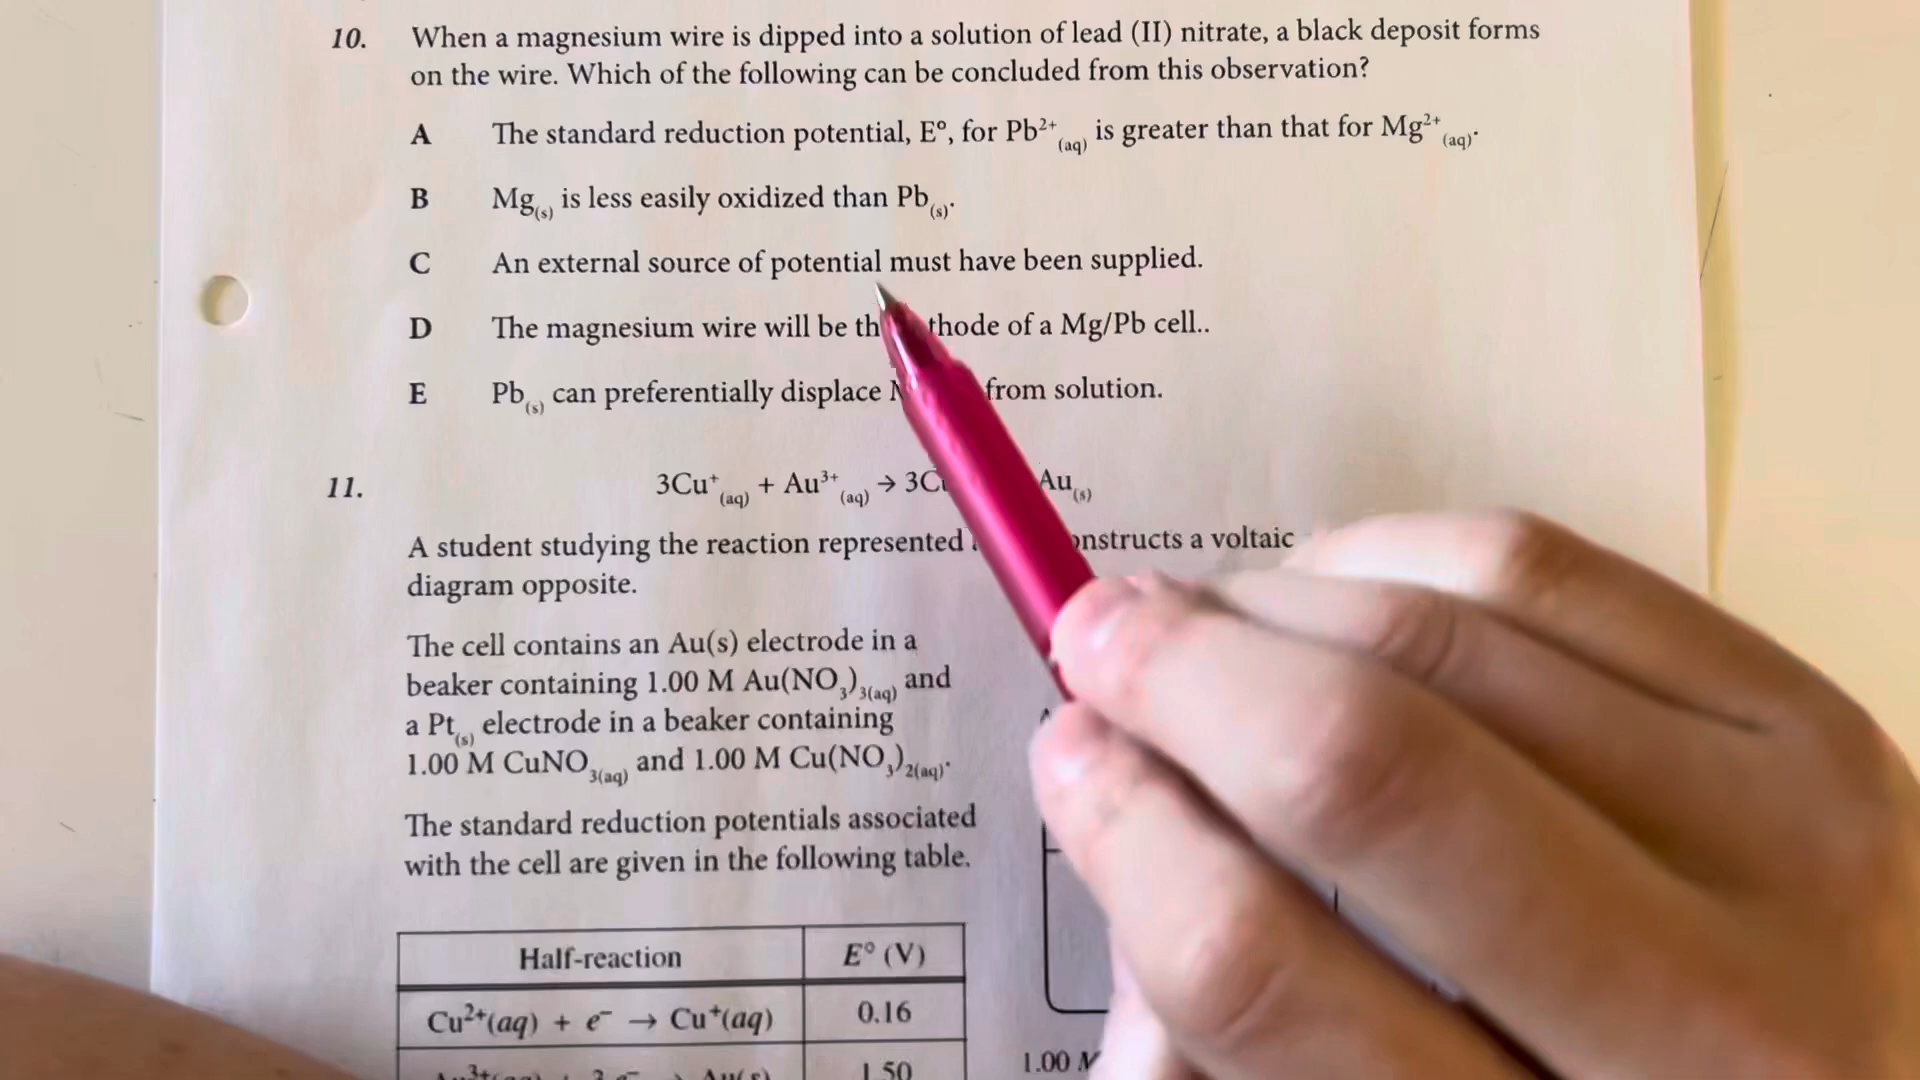 10. When a magnesium wire is dipped into a solution of lead (II) nitrate, a black deposit forms
on the wire. Which of the following can be concluded from this observation?
A The standard reduction potential, E°, for Pb²⁺(aq) is greater than that for Mg²⁺(aq).
B Mg(s) is less easily oxidized than Pb(s).
C An external source of potential must have been supplied.
D The magnesium wire will be thode of a Mg/Pb cell..
E Pb(s) can preferentially displace from solution.
11. 3Cu⁺(aq) + Au³⁺(aq) → Au(s)
A student studying the reaction represented a voltaic
diagram opposite.
The cell contains an Au(s) electrode in a
beaker containing 1.00 M Au(NO₃)₃(aq) and
a Pt(s) electrode in a beaker containing
1.00 M CuNO₃(aq) and 1.00 M Cu(NO₃)₂(aq).
The standard reduction potentials associated
with the cell are given in the following table.
Half-reaction E° (V)
Cu²⁺(aq) + e⁻ → Cu⁺(aq) 0.16
1.50
1.00 M